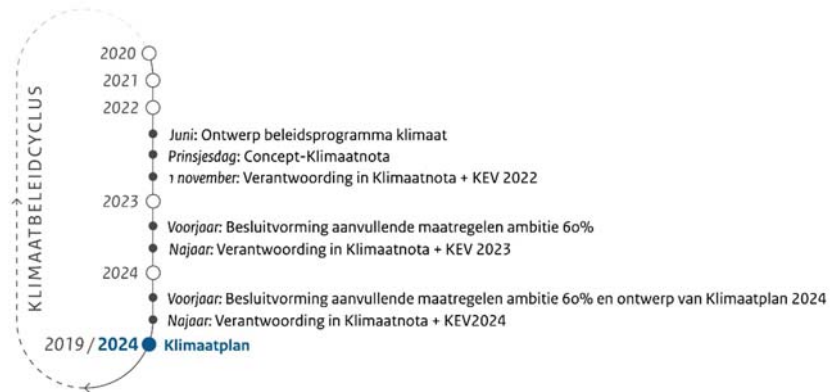 KLIMAATBELEIDCYCLUS
2020
2021
2022
Juni: Ontwerp beleidsprogramma klimaat
Prinsjesdag: Concept-Klimaatnota
1 november: Verantwoording in Klimaatnota + KEV 2022
2023
Voorjaar: Besluitvorming aanvullende maatregelen ambitie 60%
Najaar: Verantwoording in Klimaatnota + KEV 2023
2024
Voorjaar: Besluitvorming aanvullende maatregelen ambitie 60% en ontwerp van Klimaatplan 2024
Najaar: Verantwoording in Klimaatnota + KEV2024
2019 / 2024 Klimaatplan